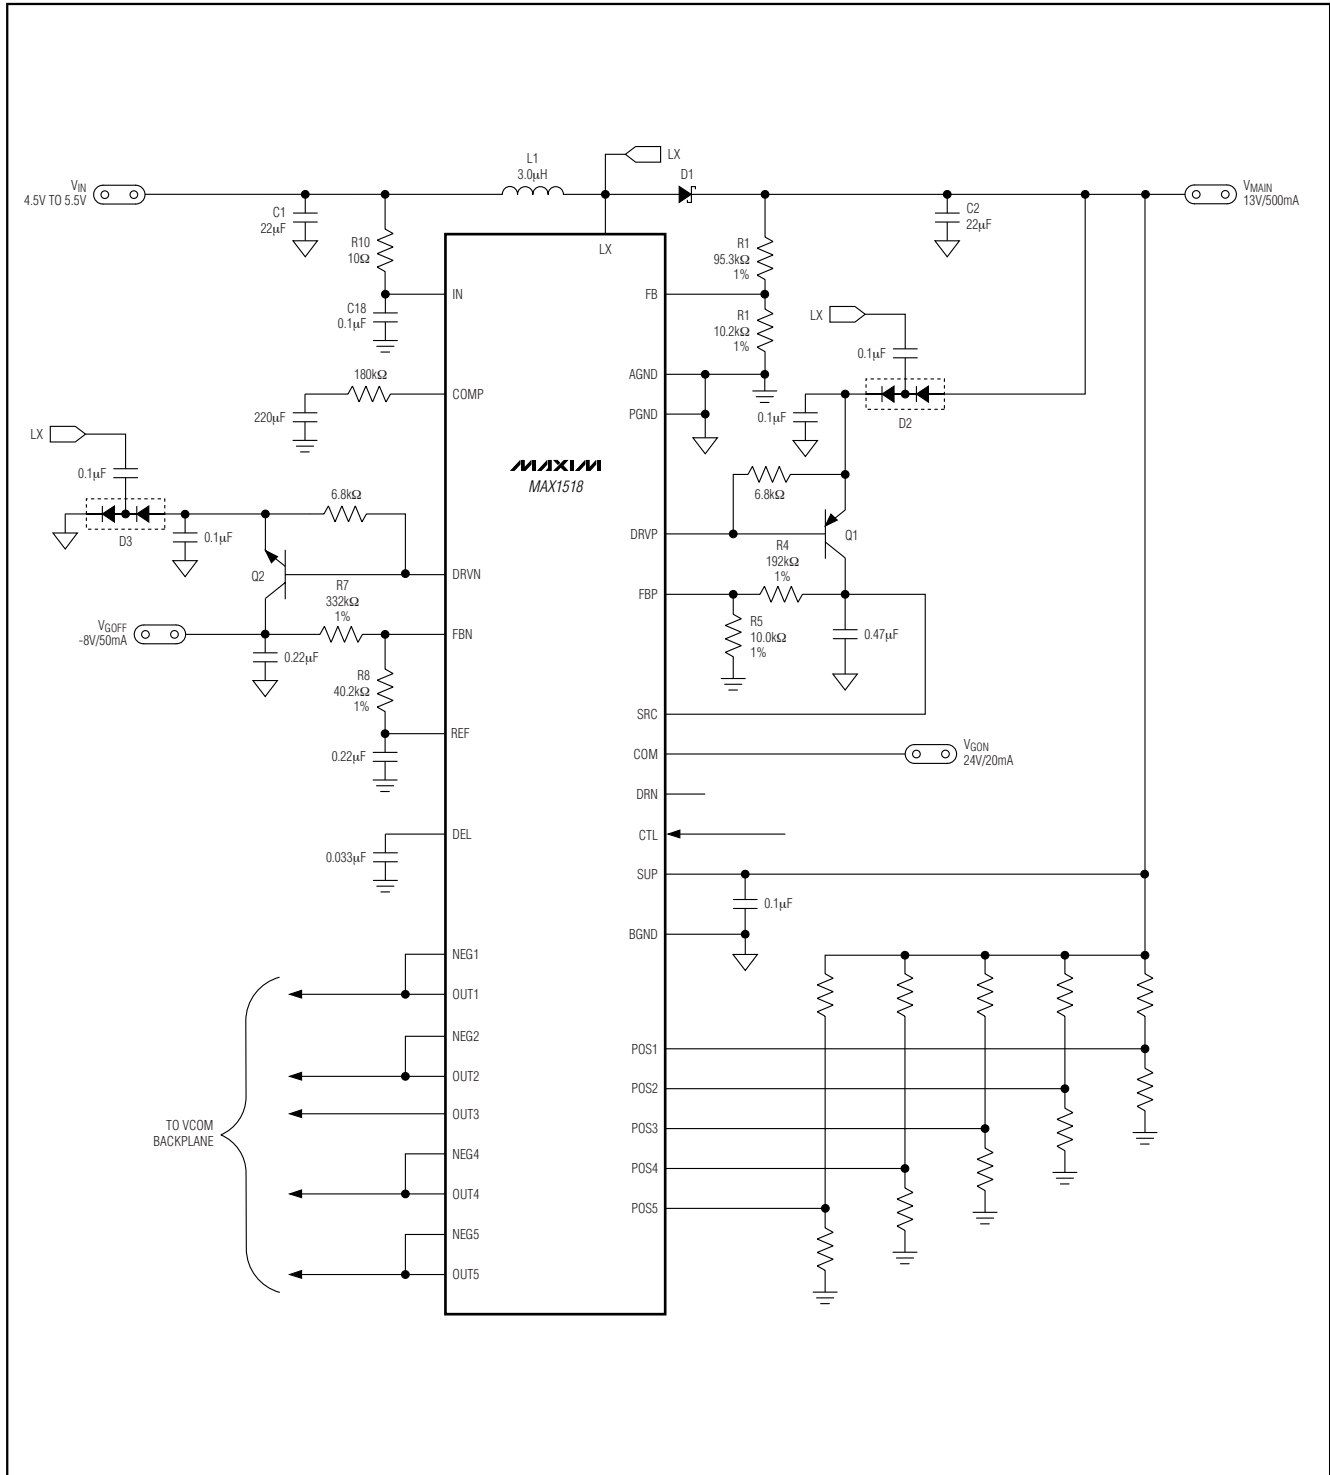 LX
L1
3.0µH
D1
VIN
4.5V TO 5.5V
VMAIN
13V/500mA
C1
22µF
C2
22µF
R10
10Ω
LX
R1
95.3kΩ
1%
IN
FB
C18
0.1µF
R1
10.2kΩ
1%
LX
0.1µF
180kΩ
COMP
AGND
220µF
PGND
0.1µF
D2
LX
MAXIM
MAX1518
0.1µF
6.8kΩ
6.8kΩ
D3
0.1µF
DRVP
Q1
Q2
DRVN
R4
192kΩ
1%
R7
332kΩ
1%
FBP
VGOFF
-8V/50mA
FBN
R5
10.0kΩ
1%
0.47µF
0.22µF
R8
40.2kΩ
1%
SRC
REF
COM
VGON
24V/20mA
0.22µF
DRN
DEL
CTL
0.033µF
SUP
0.1µF
BGND
NEG1
OUT1
NEG2
POS1
OUT2
POS2
OUT3
POS3
TO VCOM
BACKPLANE
NEG4
POS4
OUT4
POS5
NEG5
OUT5